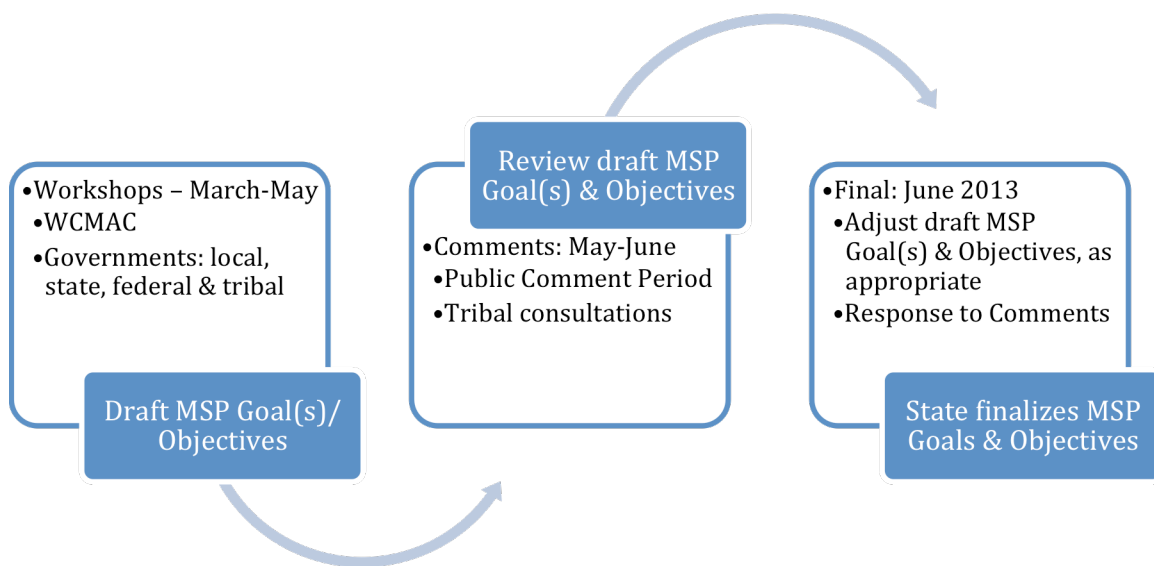 •Workshops – March-May
•WCMAC
•Governments: local,
state, federal & tribal
Draft MSP Goal(s)/
Objectives
Review draft MSP
Goal(s) & Objectives
•Comments: May-June
•Public Comment Period
•Tribal consultations
•Final: June 2013
•Adjust draft MSP
Goal(s) & Objectives, as
appropriate
•Response to Comments
State finalizes MSP
Goals & Objectives